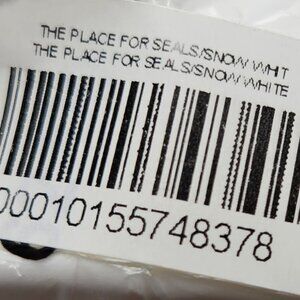 THE PLACE FOR SEALS/SNOW WHIT
THE PLACE FOR SEALS/SNOW WHITE
00010155748378